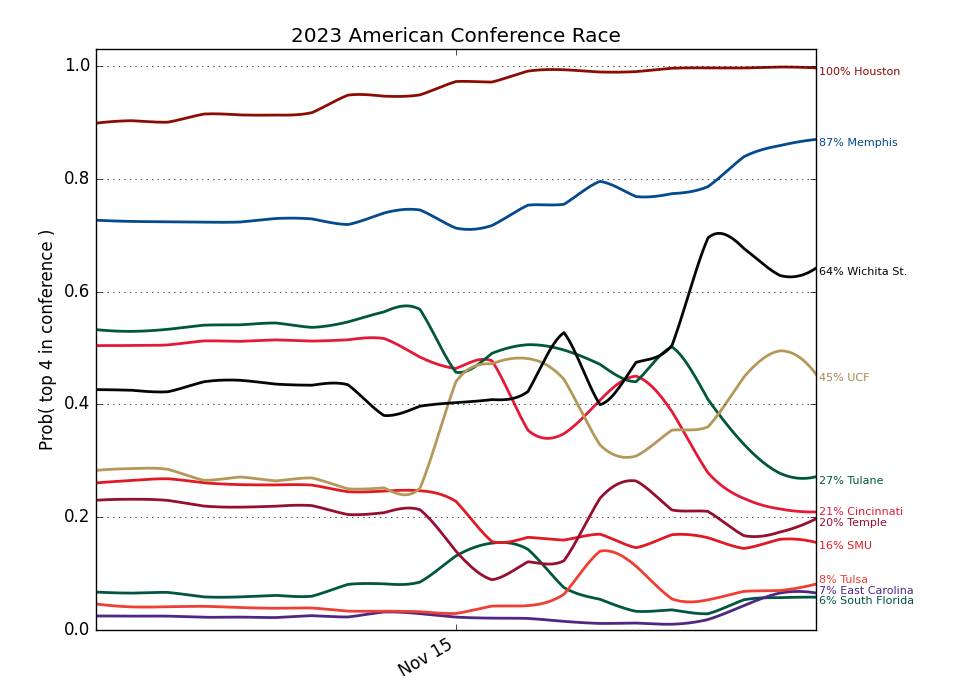 2023 American Conference Race
Prob( top 4 in conference )
1.0
0.8
0.6
0.4
0.2
0.0
Nov 15
100% Houston
87% Memphis
64% Wichita St.
45% UCF
27% Tulane
21% Cincinnati
20% Temple
16% SMU
8% Tulsa
7% East Carolina
6% South Florida